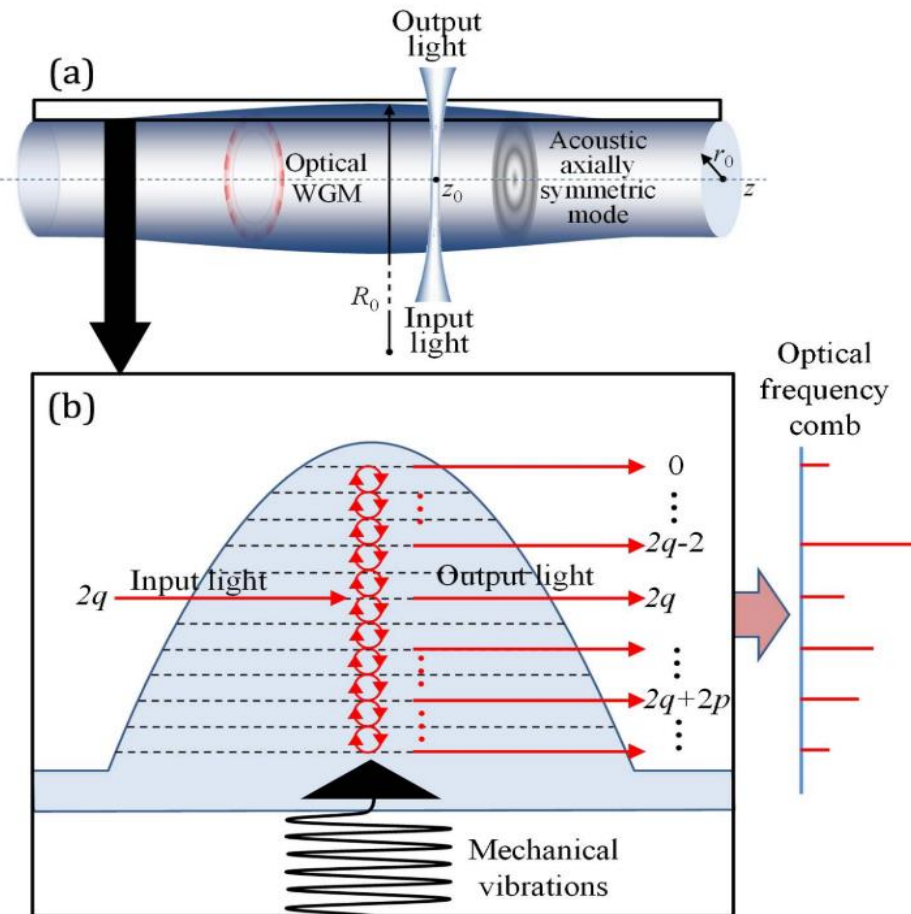 Output
light
(a)
Optical
WGM
Acoustic
axially
symmetric
mode
r0
z0
z
R0
Input
light
(b)
Optical
frequency
comb
0
2q-2
Input light
Output light
2q
2q
2q+2p
Mechanical
vibrations